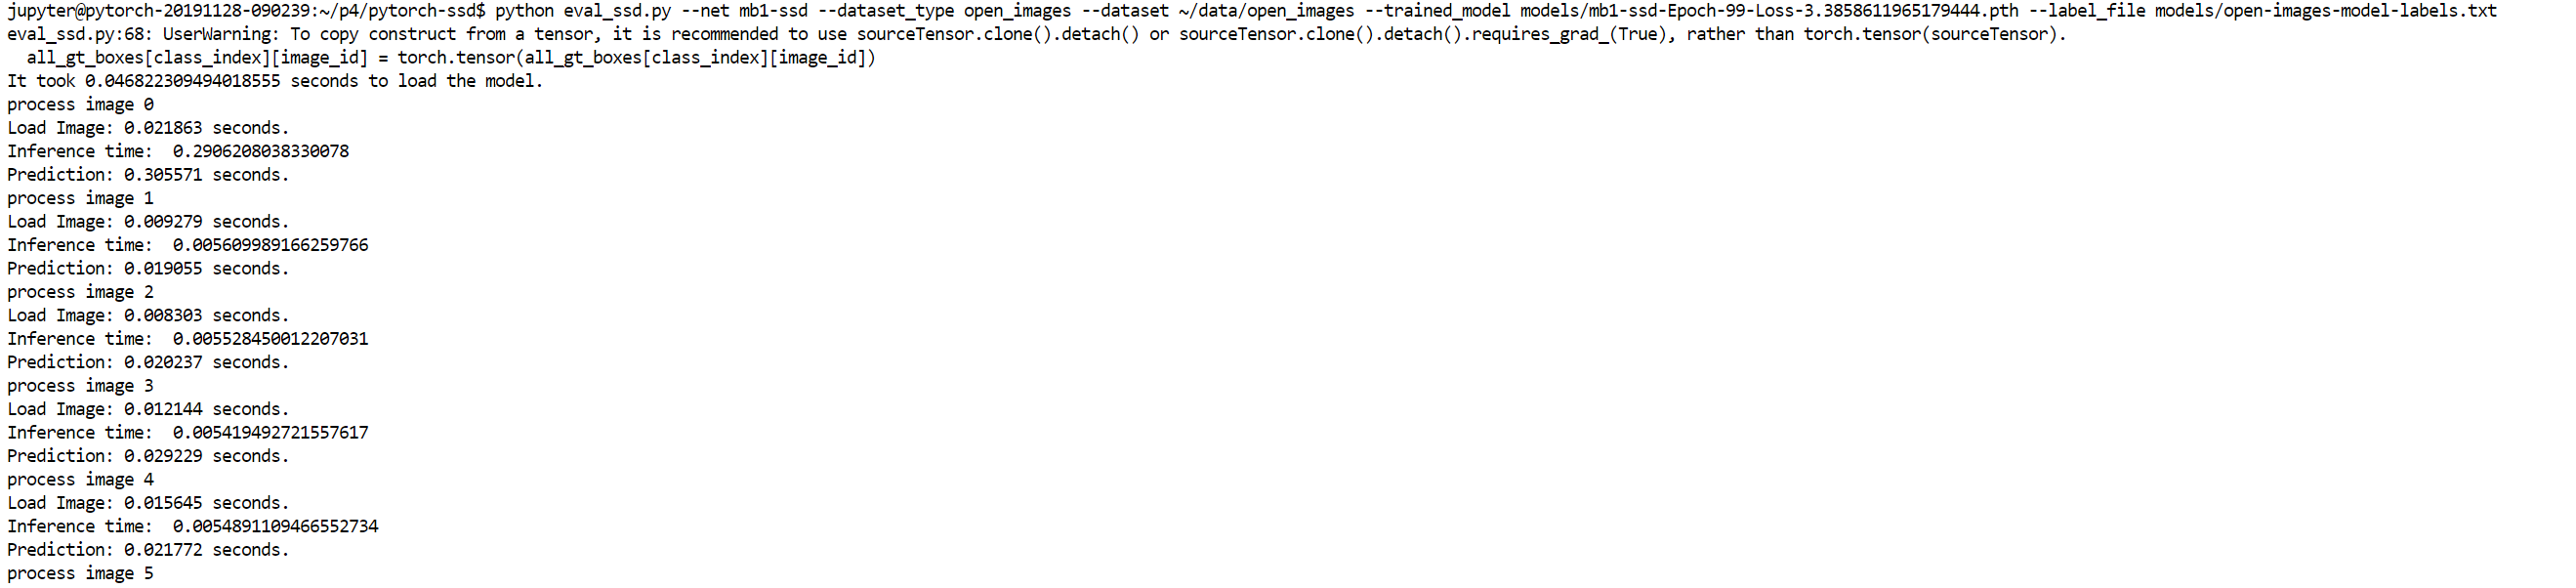 jupyter@pytorch-20191128-090239:~/p4/pytorch-ssd$ python eval_ssd.py --net mb1-ssd --dataset_type open_images --dataset ~/data/open_images --trained_model models/mb1-ssd-Epoch-99-Loss-3.3858611965179444.pth --label_file models/open-images-model-labels.txt
eval_ssd.py:68: UserWarning: To copy construct from a tensor, it is recommended to use sourceTensor.clone().detach() or sourceTensor.clone().detach().requires_grad_(True), rather than torch.tensor(sourceTensor).
  all_gt_boxes[class_index][image_id] = torch.tensor(all_gt_boxes[class_index][image_id])
It took 0.046822309494018555 seconds to load the model.
process image 0
Load Image: 0.021863 seconds.
Inference time:  0.2906208038330078
Prediction: 0.305571 seconds.
process image 1
Load Image: 0.009279 seconds.
Inference time:  0.005609989166259766
Prediction: 0.019055 seconds.
process image 2
Load Image: 0.008303 seconds.
Inference time:  0.005528450012207031
Prediction: 0.020237 seconds.
process image 3
Load Image: 0.012144 seconds.
Inference time:  0.005419492721557617
Prediction: 0.029229 seconds.
process image 4
Load Image: 0.015645 seconds.
Inference time:  0.0054891109466552734
Prediction: 0.021772 seconds.
process image 5